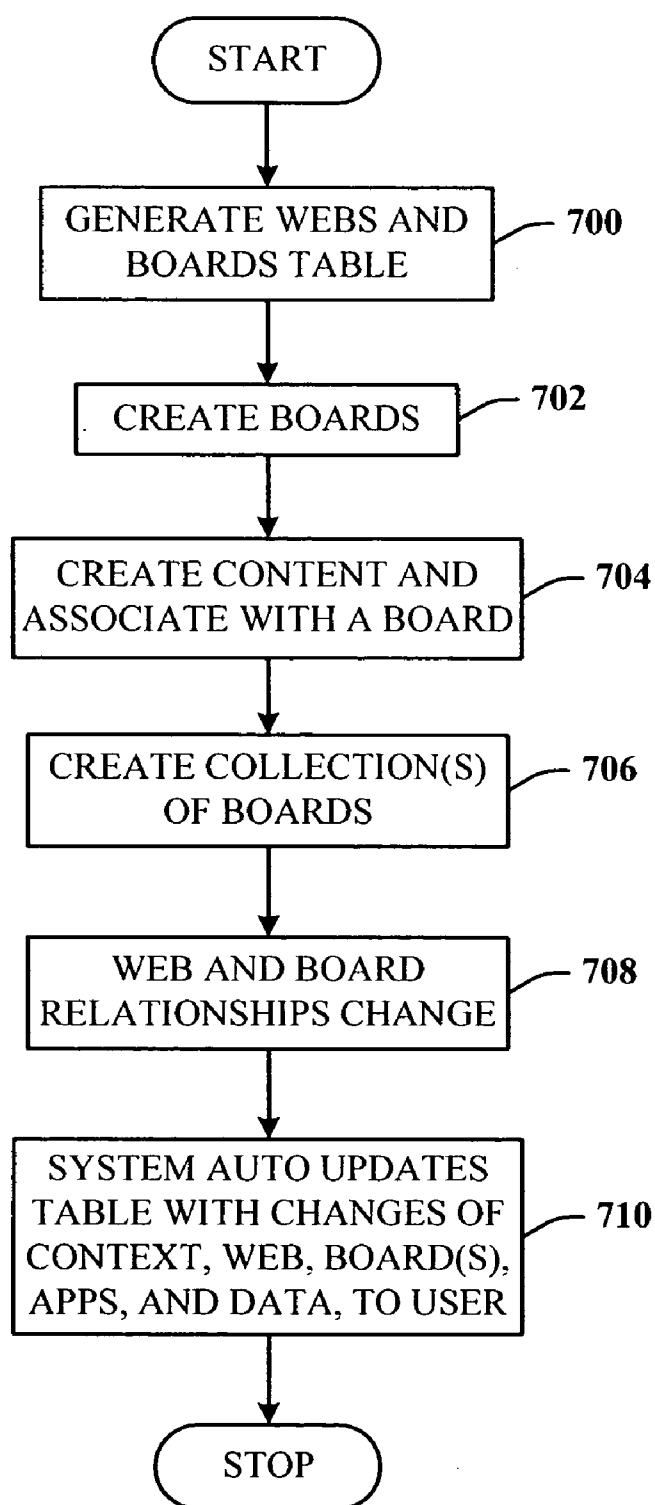 START
GENERATE WEBS AND
BOARDS TABLE
700
CREATE BOARDS
702
CREATE CONTENT AND
ASSOCIATE WITH A BOARD
704
CREATE COLLECTION(S)
OF BOARDS
706
WEB AND BOARD
RELATIONSHIPS CHANGE
708
SYSTEM AUTO UPDATES
TABLE WITH CHANGES OF
CONTEXT, WEB, BOARD(S),
APPS, AND DATA, TO USER
710
STOP